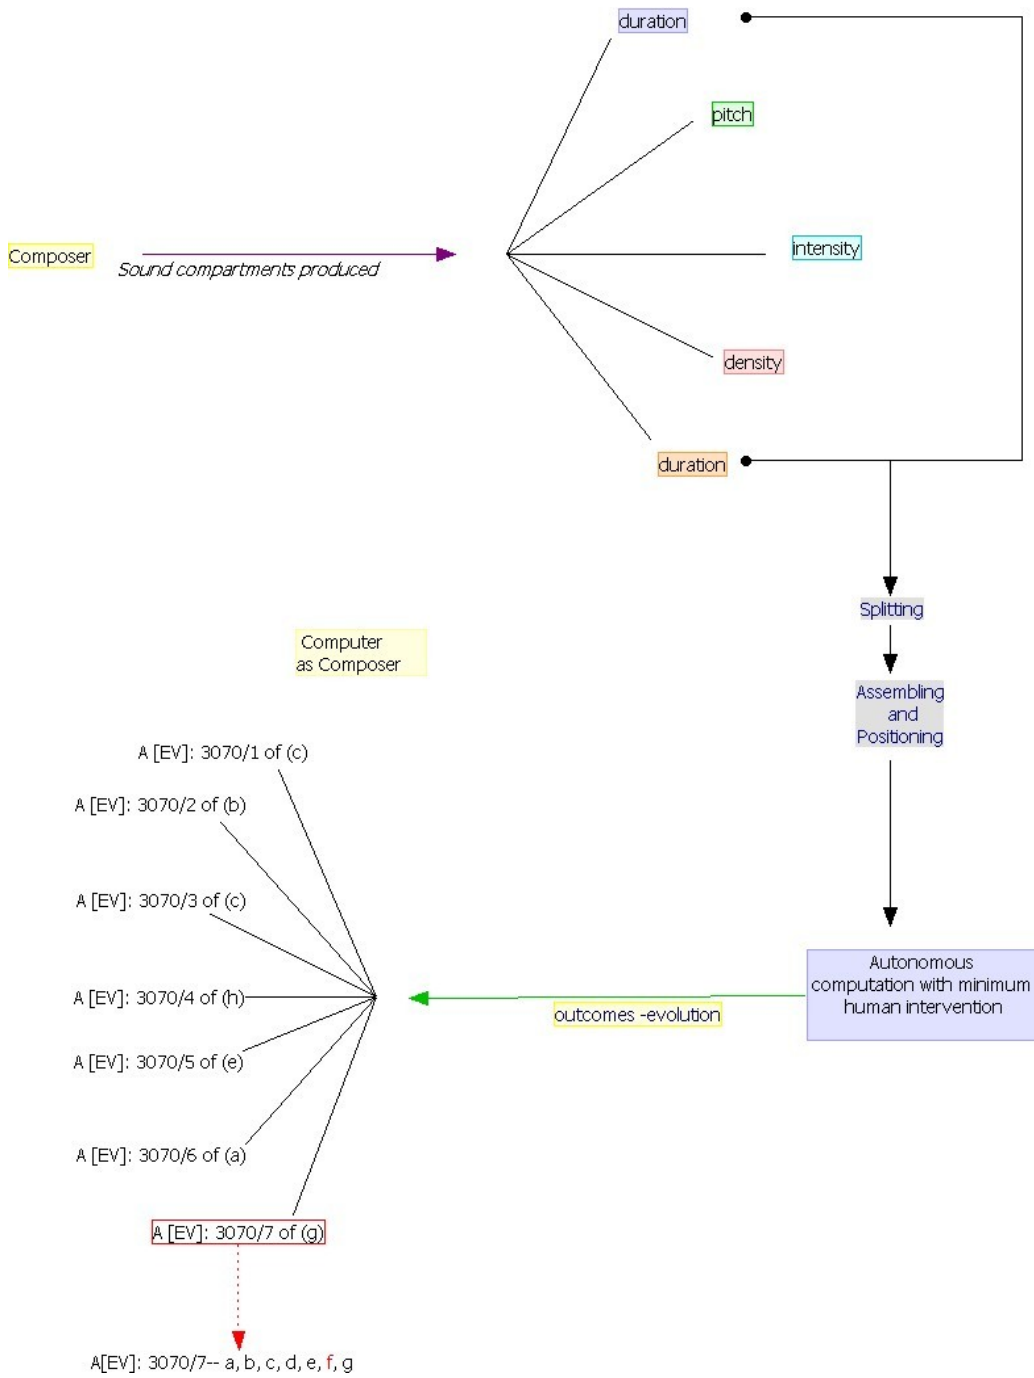 duration
pitch
Composer
Sound compartments produced
intensity
density
duration
Splitting
Computer
as Composer
Assembling
and
Positioning
A [EV]: 3070/1 of (c)
A [EV]: 3070/2 of (b)
A [EV]: 3070/3 of (c)
A [EV]: 3070/4 of (h)
Autonomous
computation with minimum
human intervention
outcomes -evolution
A [EV]: 3070/5 of (e)
A [EV]: 3070/6 of (a)
A [EV]: 3070/7 of (g)
A[EV]: 3070/7-- a, b, c, d, e, f, g